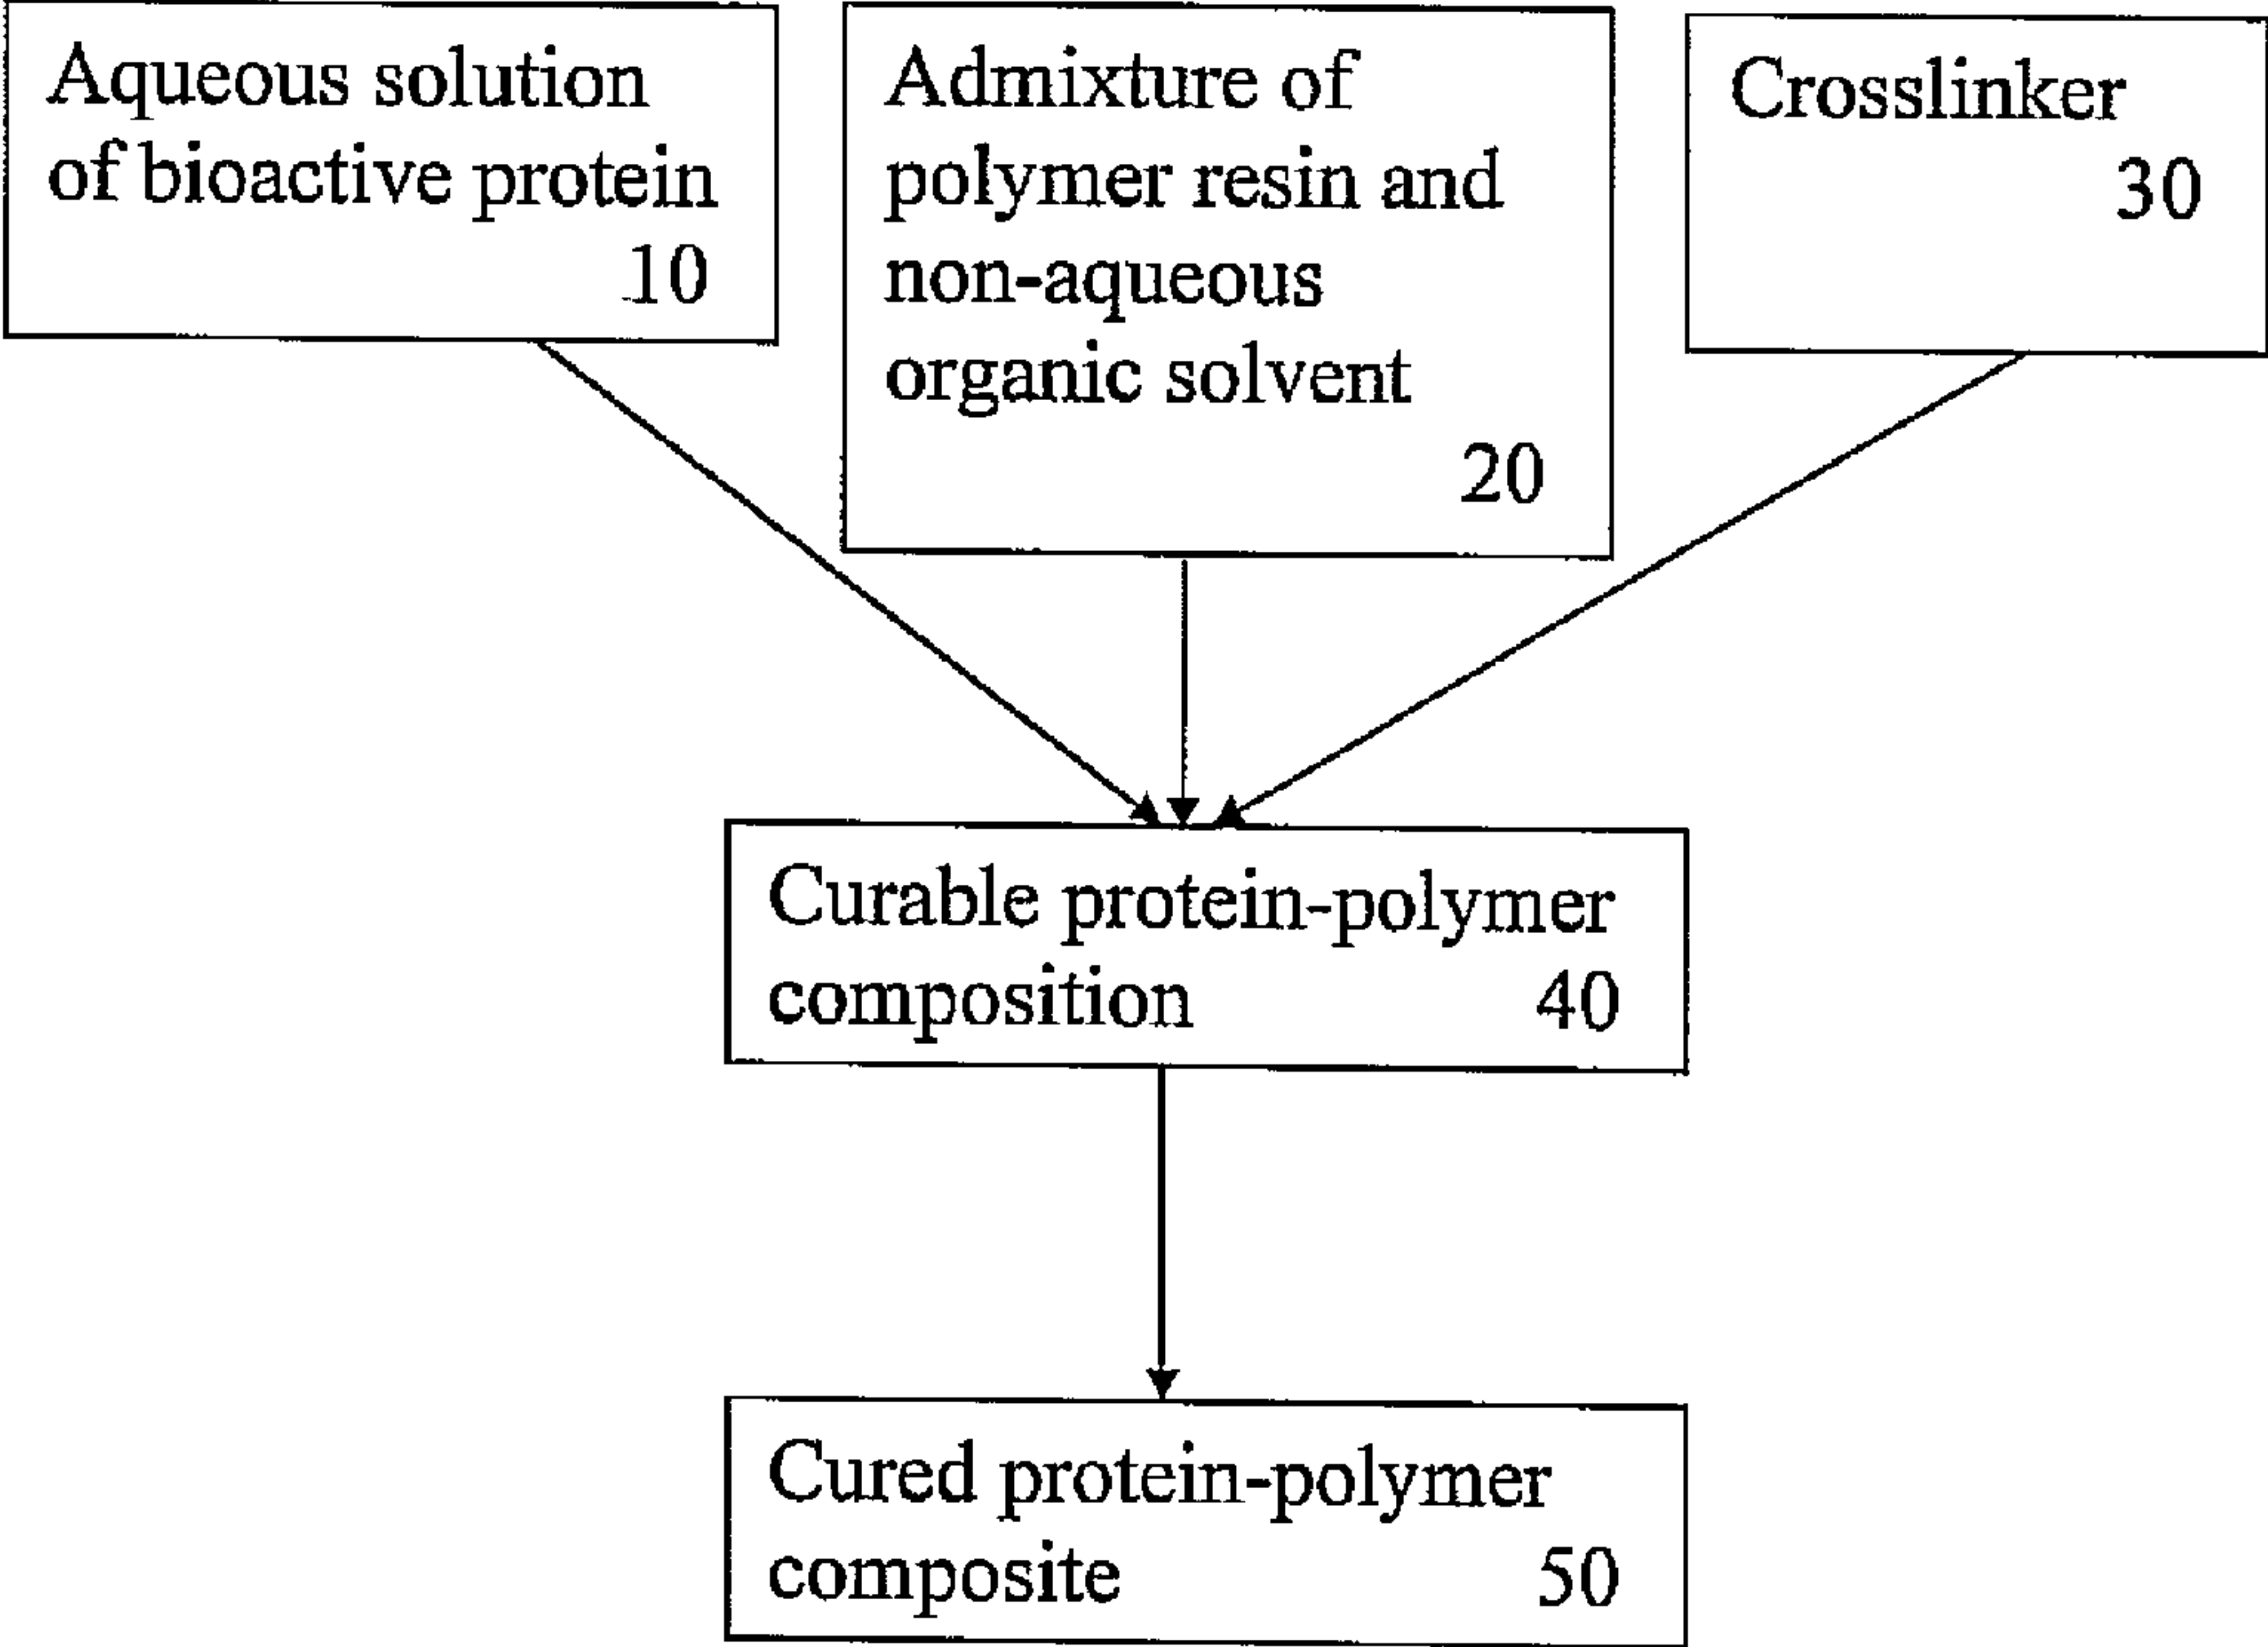 Aqueous solution
of bioactive protein
10
Admixture of
polymer resin and
non-aqueous
organic solvent
20
Crosslinker
30
Curable protein-polymer
composition 40
Cured protein-polymer
composite 50